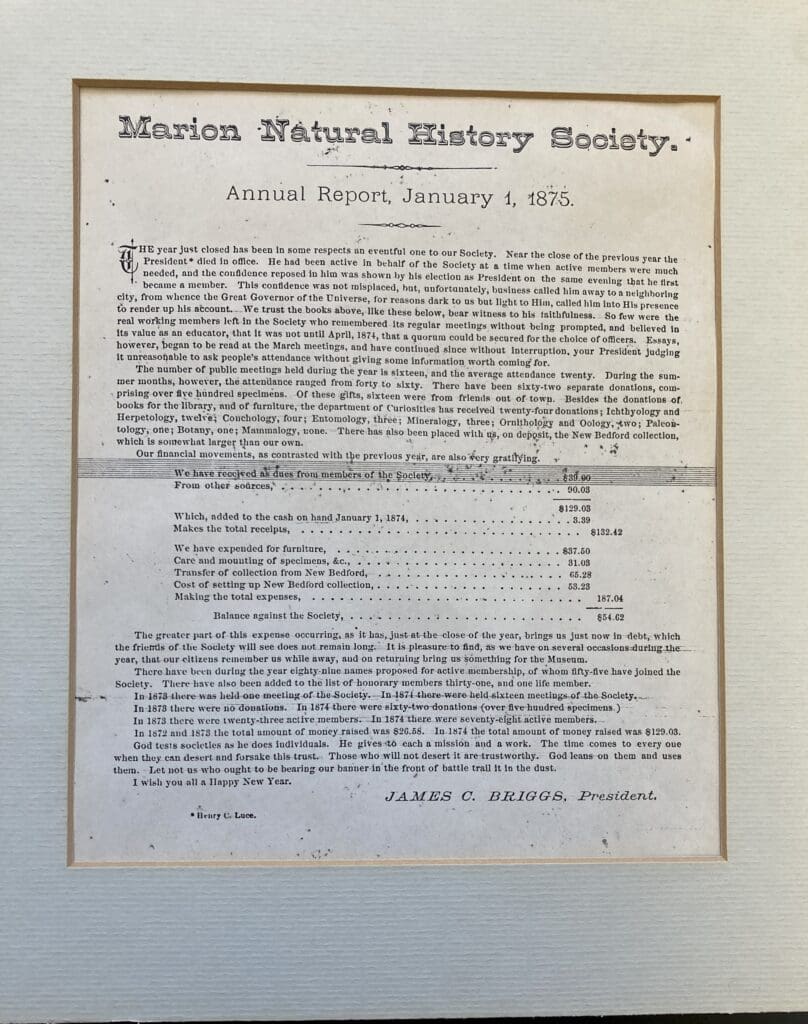 Marion Natural History Society.
Annual Report, January 1, 1875.
THE year just closed has been in some respects an eventful one to our Society. Near the close of the previous year the
President* died in office. He had been active in behalf of the Society at a time when active members were much
needed, and the confidence reposed in him was shown by his election as President on the same evening that he first
became a member. This confidence was not misplaced, but, unfortunately, business called him away to a neighboring
city, from whence the Great Governor of the Universe, for reasons dark to us but light to Him, called him into His presence
to render up his account. We trust the books above, like these below, bear witness to his faithfulness. So few were the
real working members left in the Society who remembered its regular meetings without being prompted, and believed in
its value as an educator, that it was not until April, 1874, that a quorum could be secured for the choice of officers. Essays,
however, began to be read at the March meetings, and have continued since without interruption, your President judging
it unreasonable to ask people's attendance without giving some information worth coming for.
The number of public meetings held during the year is sixteen, and the average attendance twenty. During the sum-
mer months, however, the attendance ranged from forty to sixty. There have been sixty-two separate donations, com-
prising over five hundred specimens. Of these gifts, sixteen were from friends out of town. Besides the donations of
books for the library, and of furniture, the department of Curiosities has received twenty-four donations; Ichthyology and
Herpetology, twelve; Conchology, four; Entomology, three; Mineralogy, three; Ornithology and Oology, two; Paleon-
tology, one; Botany, one; Mammalogy, none. There has also been placed with us, on deposit, the New Bedford collection,
which is somewhat larger than our own.
Our financial movements, as contrasted with the previous year, are also very gratifying.
We have received as dues from members of the Society, . . . . . . . . . . . $39.00
From other sources, . . . . . . . . . . . . . . . . . . . . . 90.03
$129.03
Which, added to the cash on hand January 1, 1874, . . . . . . . . . . . . 3.39
Makes the total receipts, . . . . . . . . . . . . . . . . . . . . . $132.42
We have expended for furniture, . . . . . . . . . . . . . . . . $37.50
Care and mounting of specimens, &c., . . . . . . . . . . . . . . . 31.03
Transfer of collection from New Bedford, . . . . . . . . . . . . . . 65.28
Cost of setting up New Bedford collection, . . . . . . . . . . . . . 53.23
Making the total expenses, . . . . . . . . . . . . . . . . . . . . 187.04
Balance against the Society, . . . . . . . . . . . . . . . . . $54.62
The greater part of this expense occurring, as it has, just at the close of the year, brings us just now in debt, which
the friends of the Society will see does not remain long. It is pleasure to find, as we have on several occasions during the
year, that our citizens remember us while away, and on returning bring us something for the Museum.
There have been during the year eighty-nine names proposed for active membership, of whom fifty-five have joined the
Society. There have also been added to the list of honorary members thirty-one, and one life member.
In 1873 there was held one meeting of the Society. In 1874 there were held sixteen meetings of the Society.
In 1873 there were no donations. In 1874 there were sixty-two donations (over five hundred specimens.)
In 1873 there were twenty-three active members. In 1874 there were seventy-eight active members.
In 1872 and 1873 the total amount of money raised was $26.58. In 1874 the total amount of money raised was $129.03.
God tests societies as he does individuals. He gives to each a mission and a work. The time comes to every one
when they can desert and forsake this trust. Those who will not desert it are trustworthy. God leans on them and uses
them. Let not us who ought to be bearing our banner in the front of battle trail it in the dust.
I wish you all a Happy New Year.
JAMES C. BRIGGS, President.
* Henry C. Luce.